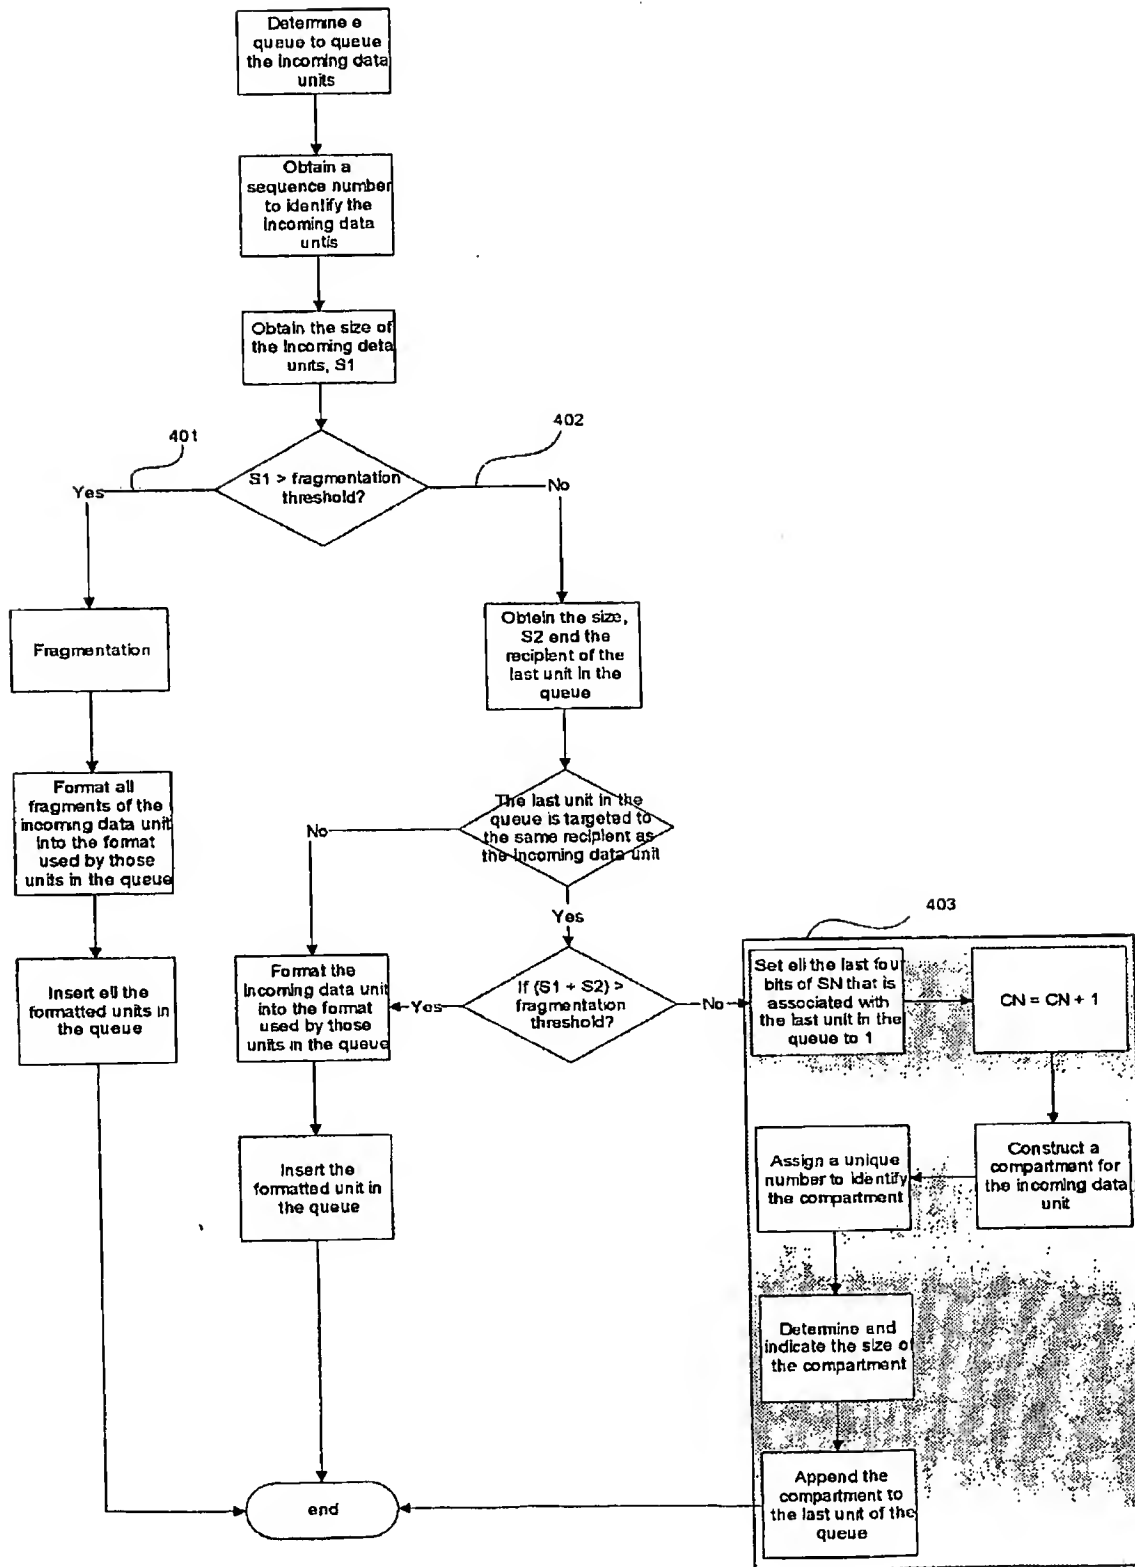 Determine e
queue to queue
the incoming data
units
Obtain a
sequence number
to identify the
incoming data
untis
Obtain the size of
the incoming deta
units, S1
401
402
S1 > fragmentation
threshold?
Yes
No
Fragmentation
Obtein the size,
S2 end the
recipient of the
last unit in the
queue
Format all
fragments of the
incoming data unit
into the format
used by those
units in the queue
No
The last unit in the
queue is targeted to
the same recipient as
the incoming data unit
Yes
403
Insert ell the
formatted units in
the queue
Format the
incoming data unit
into the format
used by those
units in the queue
Yes
If (S1 + S2) >
fragmentation
threshold?
No
Set ell the last four
bits of SN that is
associated with
the last unit in the
queue to 1
CN = CN + 1
Insert the
formatted unit in
the queue
Assign a unique
number to identify
the compartment
Construct a
compartment for
the incoming data
unit
Determine and
indicate the size of
the compartment
Append the
compartment to
the last unit of the
queue
end